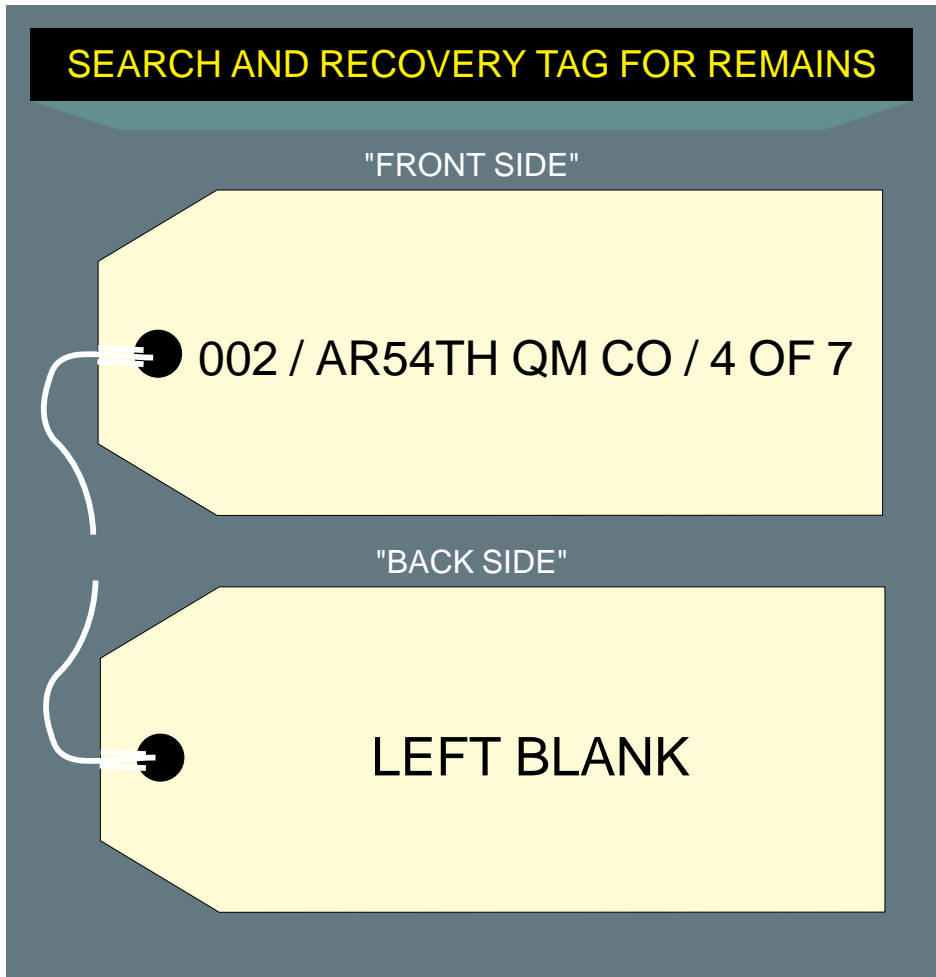 SEARCH AND RECOVERY TAG FOR REMAINS
"FRONT SIDE"
002 / AR54TH QM CO / 4 OF 7
"BACK SIDE"
LEFT BLANK